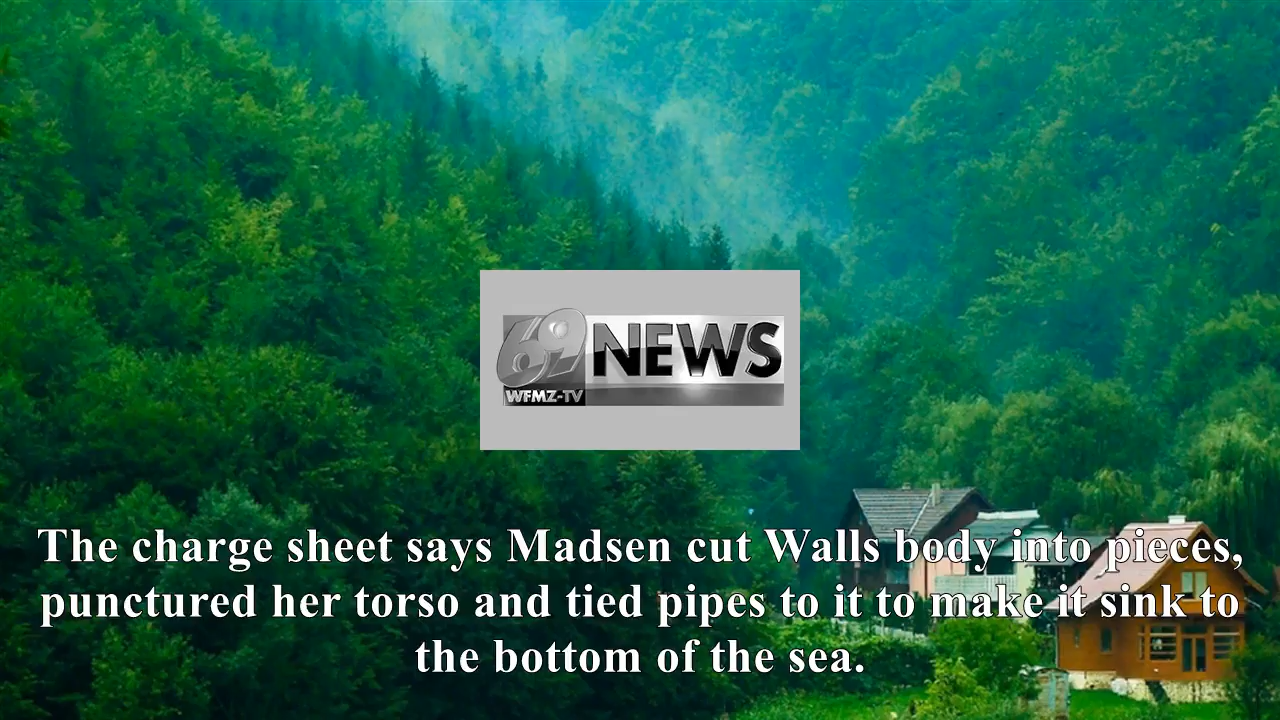 69 NEWS
WFMZ-TV
The charge sheet says Madsen cut Walls body into pieces,
punctured her torso and tied pipes to it to make it sink to
the bottom of the sea.